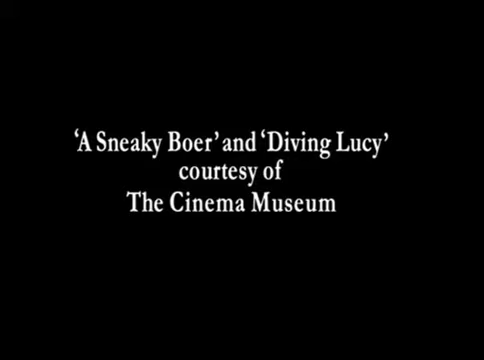 ‘A Sneaky Boer’ and ‘Diving Lucy’
courtesy of
The Cinema Museum